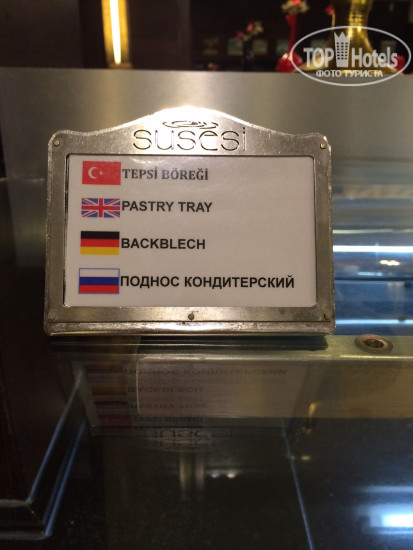 TOP Hotels
ФОТО ТУРИСТА
susesi
TEPSİ BÖREĞİ
PASTRY TRAY
BACKBLECH
ПОДНОС КОНДИТЕРСКИЙ